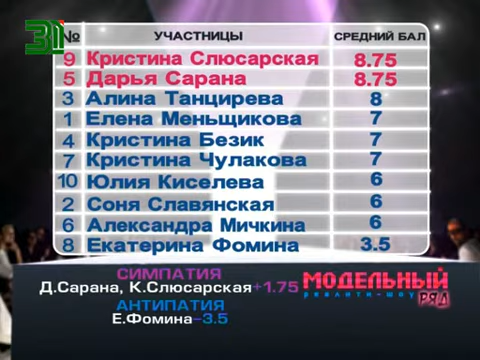 ЗД № УЧАСТНИЦЫ СРЕДНИЙ БАЛ
9 Кристина Слюсарская 8.75
5 Дарья Сарана 8.75
3 Алина Танцирева 8
1 Елена Меньщикова 7
4 Кристина Безик 7
7 Кристина Чулакова 7
10 Юлия Киселева 6
2 Соня Славянская 6
6 Александра Мичкина 6
8 Екатерина Фомина 3.5
СИМПАТИЯ
Д.Сарана, К.Слюсарская+1.75
АНТИПАТИЯ
Е.Фомина-3.5
МОДЕЛЬНЫЙ
реалити-шоу РЯД